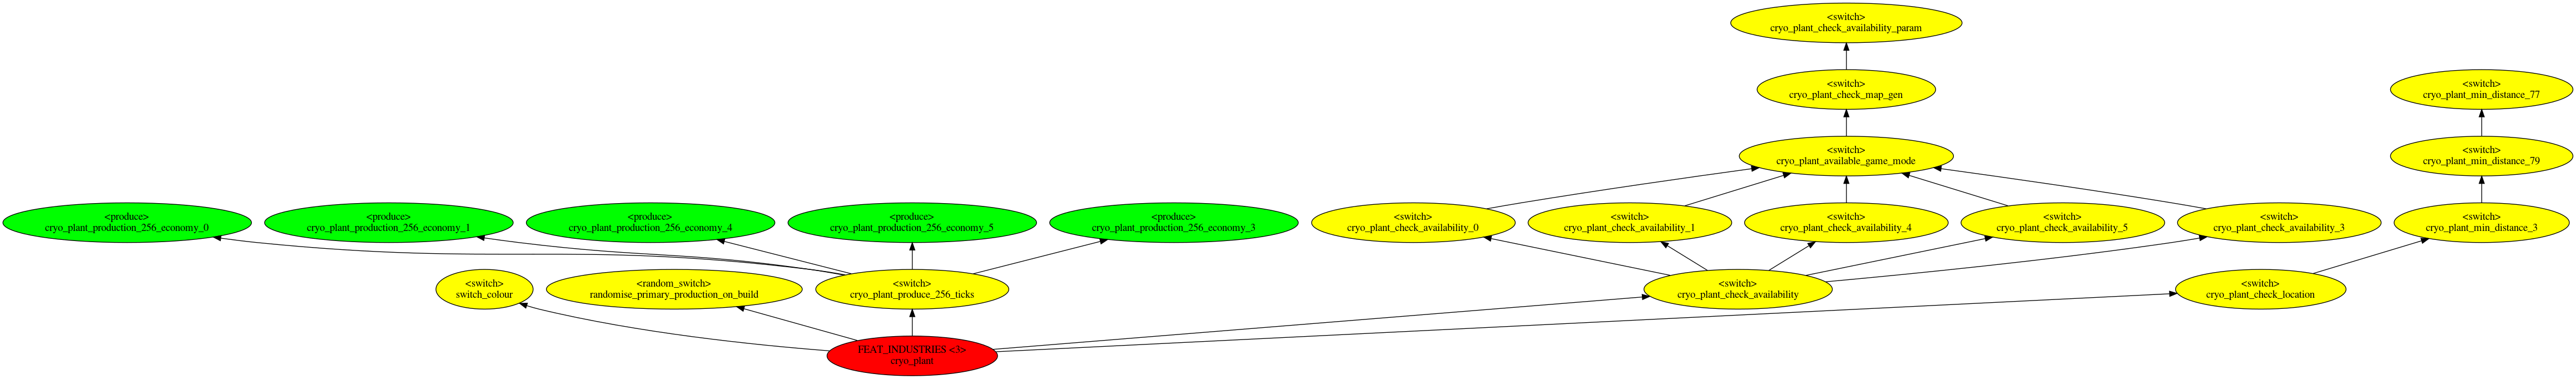 <switch>
cryo_plant_check_availability_param
<switch>
cryo_plant_check_map_gen
<switch>
cryo_plant_min_distance_77
<switch>
cryo_plant_available_game_mode
<switch>
cryo_plant_min_distance_79
<produce>
cryo_plant_production_256_economy_0
<produce>
cryo_plant_production_256_economy_1
<produce>
cryo_plant_production_256_economy_4
<produce>
cryo_plant_production_256_economy_5
<produce>
cryo_plant_production_256_economy_3
<switch>
cryo_plant_check_availability_0
<switch>
cryo_plant_check_availability_1
<switch>
cryo_plant_check_availability_4
<switch>
cryo_plant_check_availability_5
<switch>
cryo_plant_check_availability_3
<switch>
cryo_plant_min_distance_3
<switch>
switch_colour
<random_switch>
randomise_primary_production_on_build
<switch>
cryo_plant_produce_256_ticks
<switch>
cryo_plant_check_availability
<switch>
cryo_plant_check_location
FEAT_INDUSTRIES <3>
cryo_plant